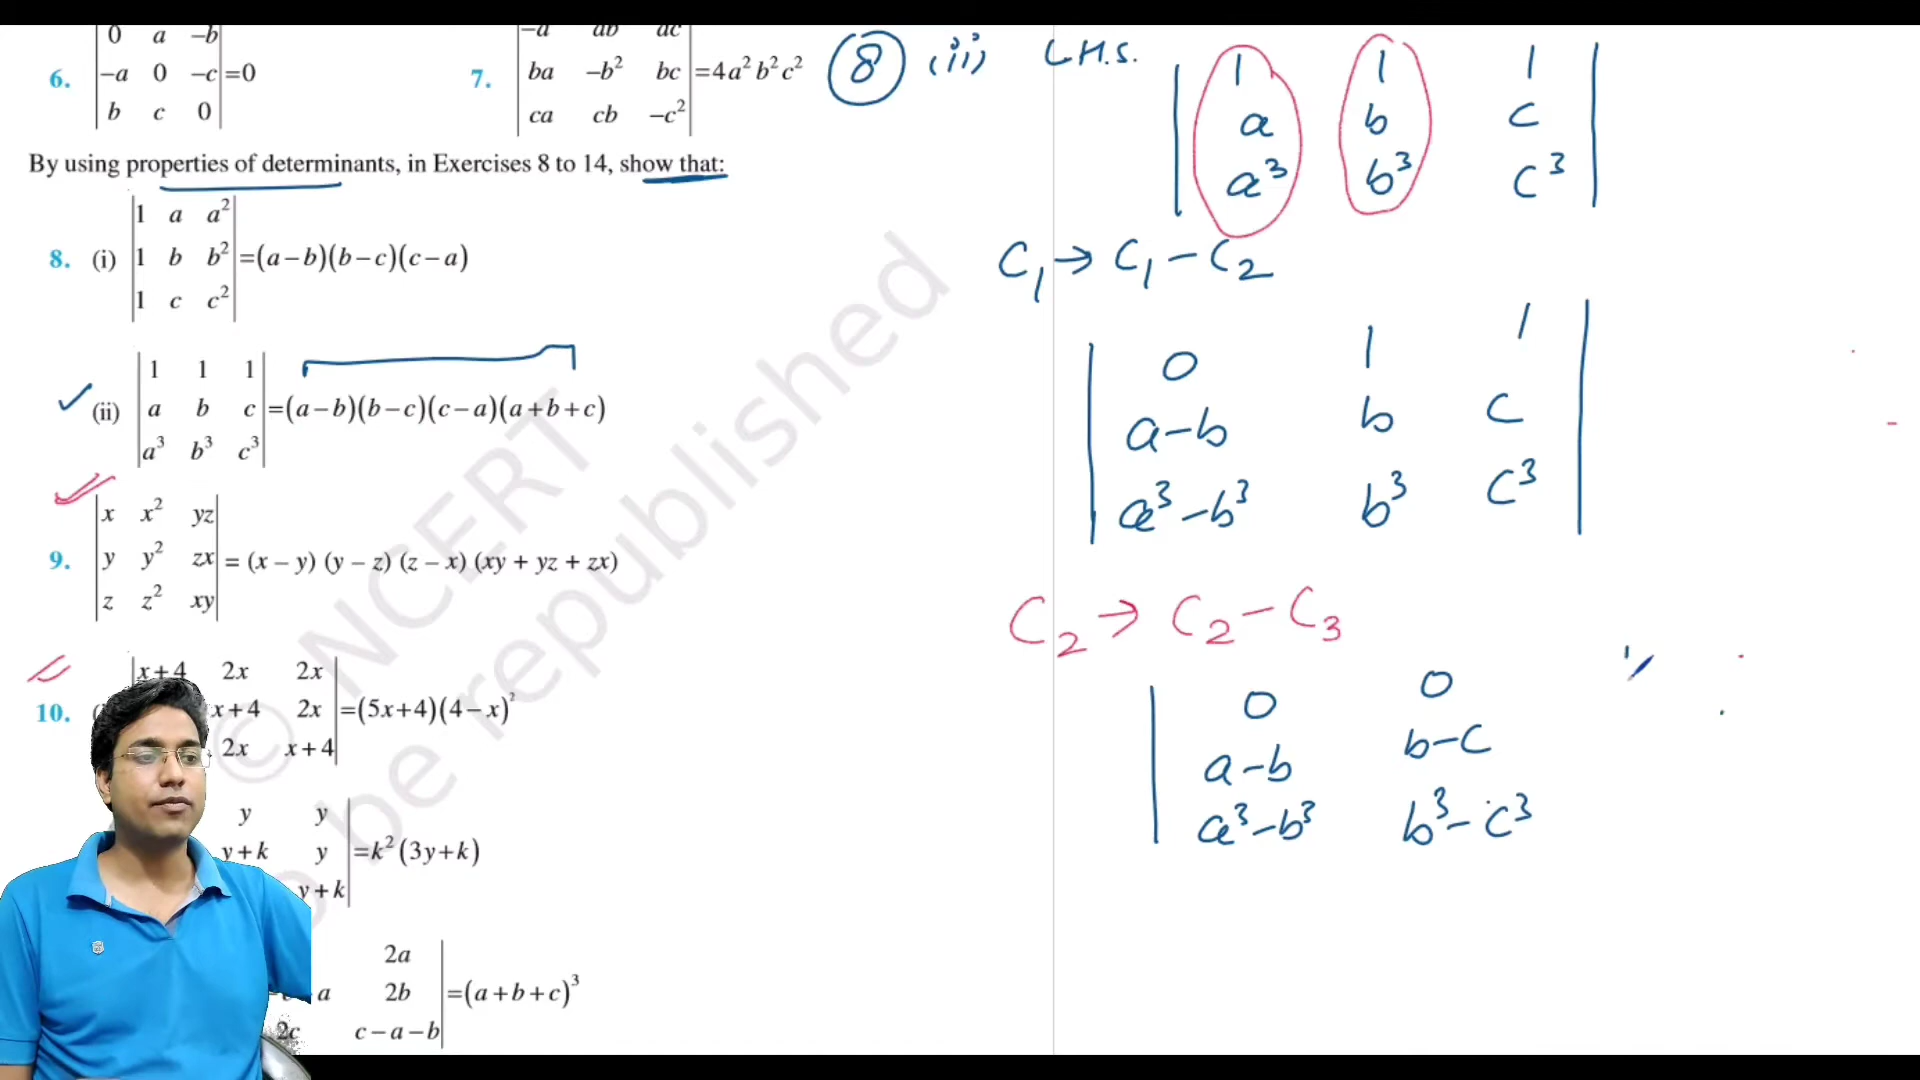 0 a −b
6. −a 0 −c =0
b c 0
−a ab ac
7. ba −b² bc =4a²b²c²
ca cb −c²
By using properties of determinants, in Exercises 8 to 14, show that:
1 a a²
8. (i) 1 b b² =(a−b)(b−c)(c−a)
1 c c²
1 1 1
(ii) a b c =(a−b)(b−c)(c−a)(a+b+c)
a³ b³ c³
x x² yz
9. y y² zx = (x − y) (y − z) (z − x) (xy + yz + zx)
z z² xy
x+4 2x 2x
10. x+4 2x =(5x+4)(4−x)²
2x x+4
y y
y+k y =k²(3y+k)
y+k
2a
a 2b =(a+b+c)³
2c c−a−b
© NCERT
be republished
8 (ii) L.H.S.
1 1 1
a b c
a³ b³ c³
C₁ → C₁ − C₂
0 1 1
a−b b c
a³−b³ b³ c³
C₂ → C₂ − C₃
0 0
a−b b−c
a³−b³ b³−c³